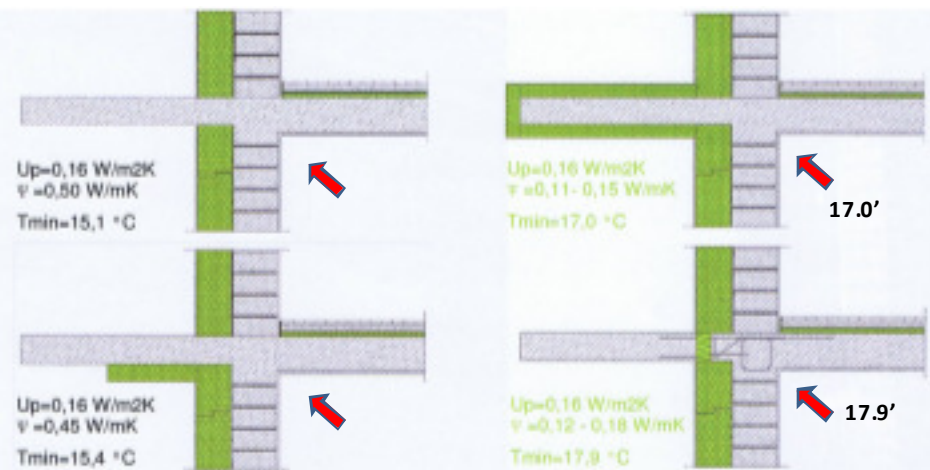 Up=0,16 W/m2K
Ψ =0,50 W/mK
Tmin=15,1 °C
Up=0,16 W/m2K
Ψ =0,11- 0,15 W/mK
Tmin=17,0 °C
17.0’
Up=0,16 W/m2K
Ψ =0,45 W/mK
Tmin=15,4 °C
Up=0,16 W/m2K
Ψ =0,12 - 0,18 W/mK
Tmin=17,9 °C
17.9’